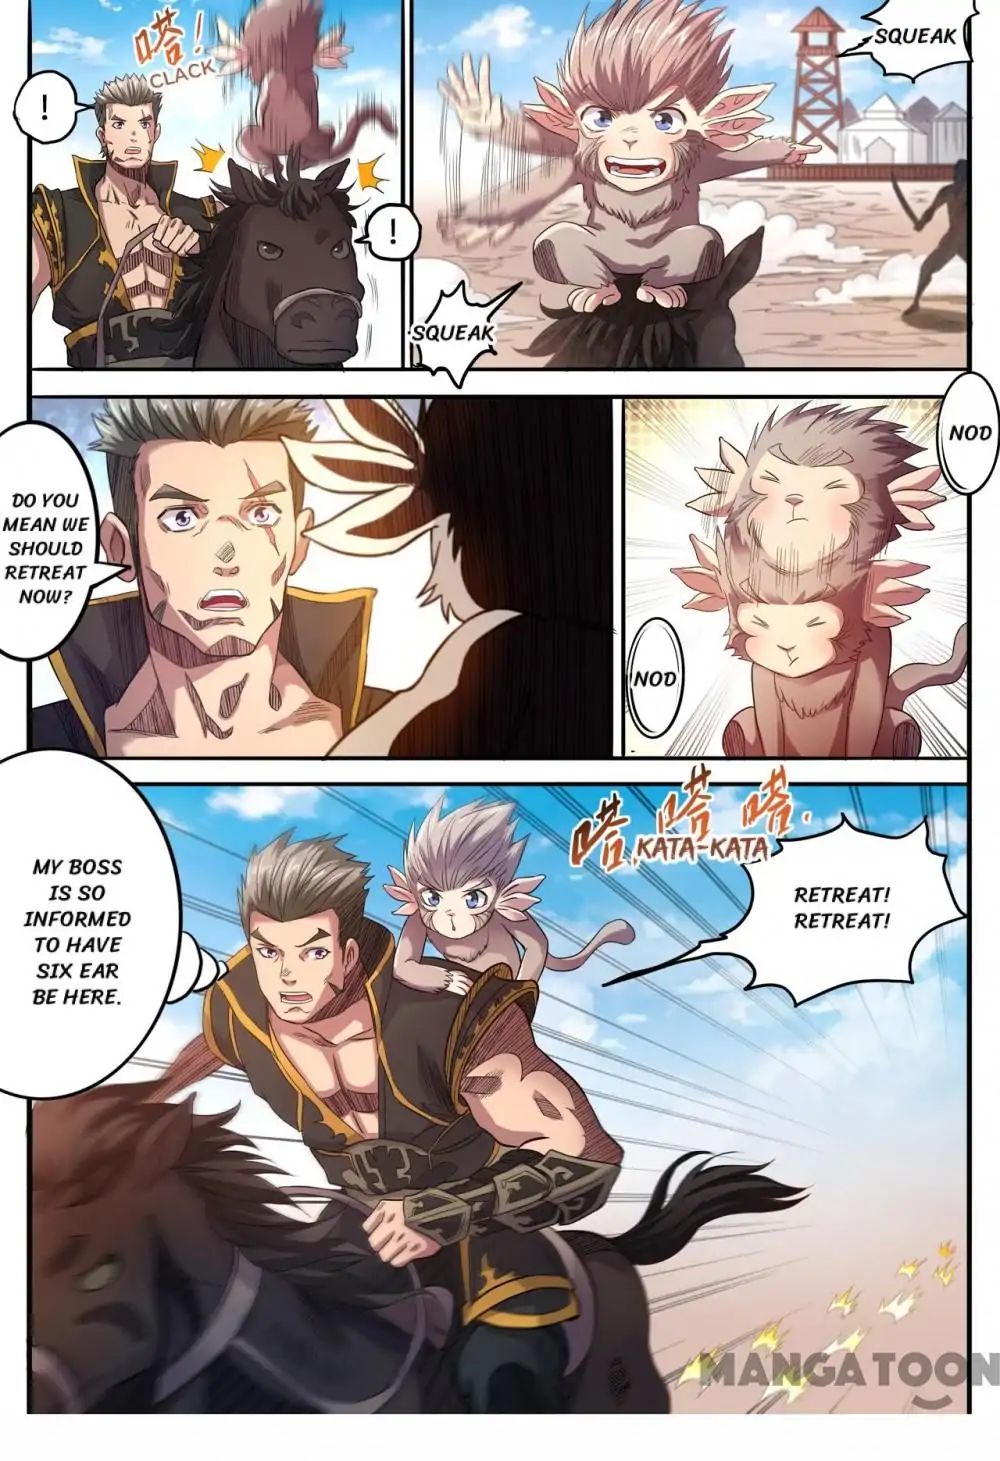 嗒!
CLACK
!
!
SQUEAK
SQUEAK
DO YOU
MEAN WE
SHOULD
RETREAT
NOW?
NOD
NOD
MY BOSS
IS SO
INFORMED
TO HAVE
SIX EAR
BE HERE.
嗒 嗒 嗒.
KATA-KATA
RETREAT!
RETREAT!
MANGATOON